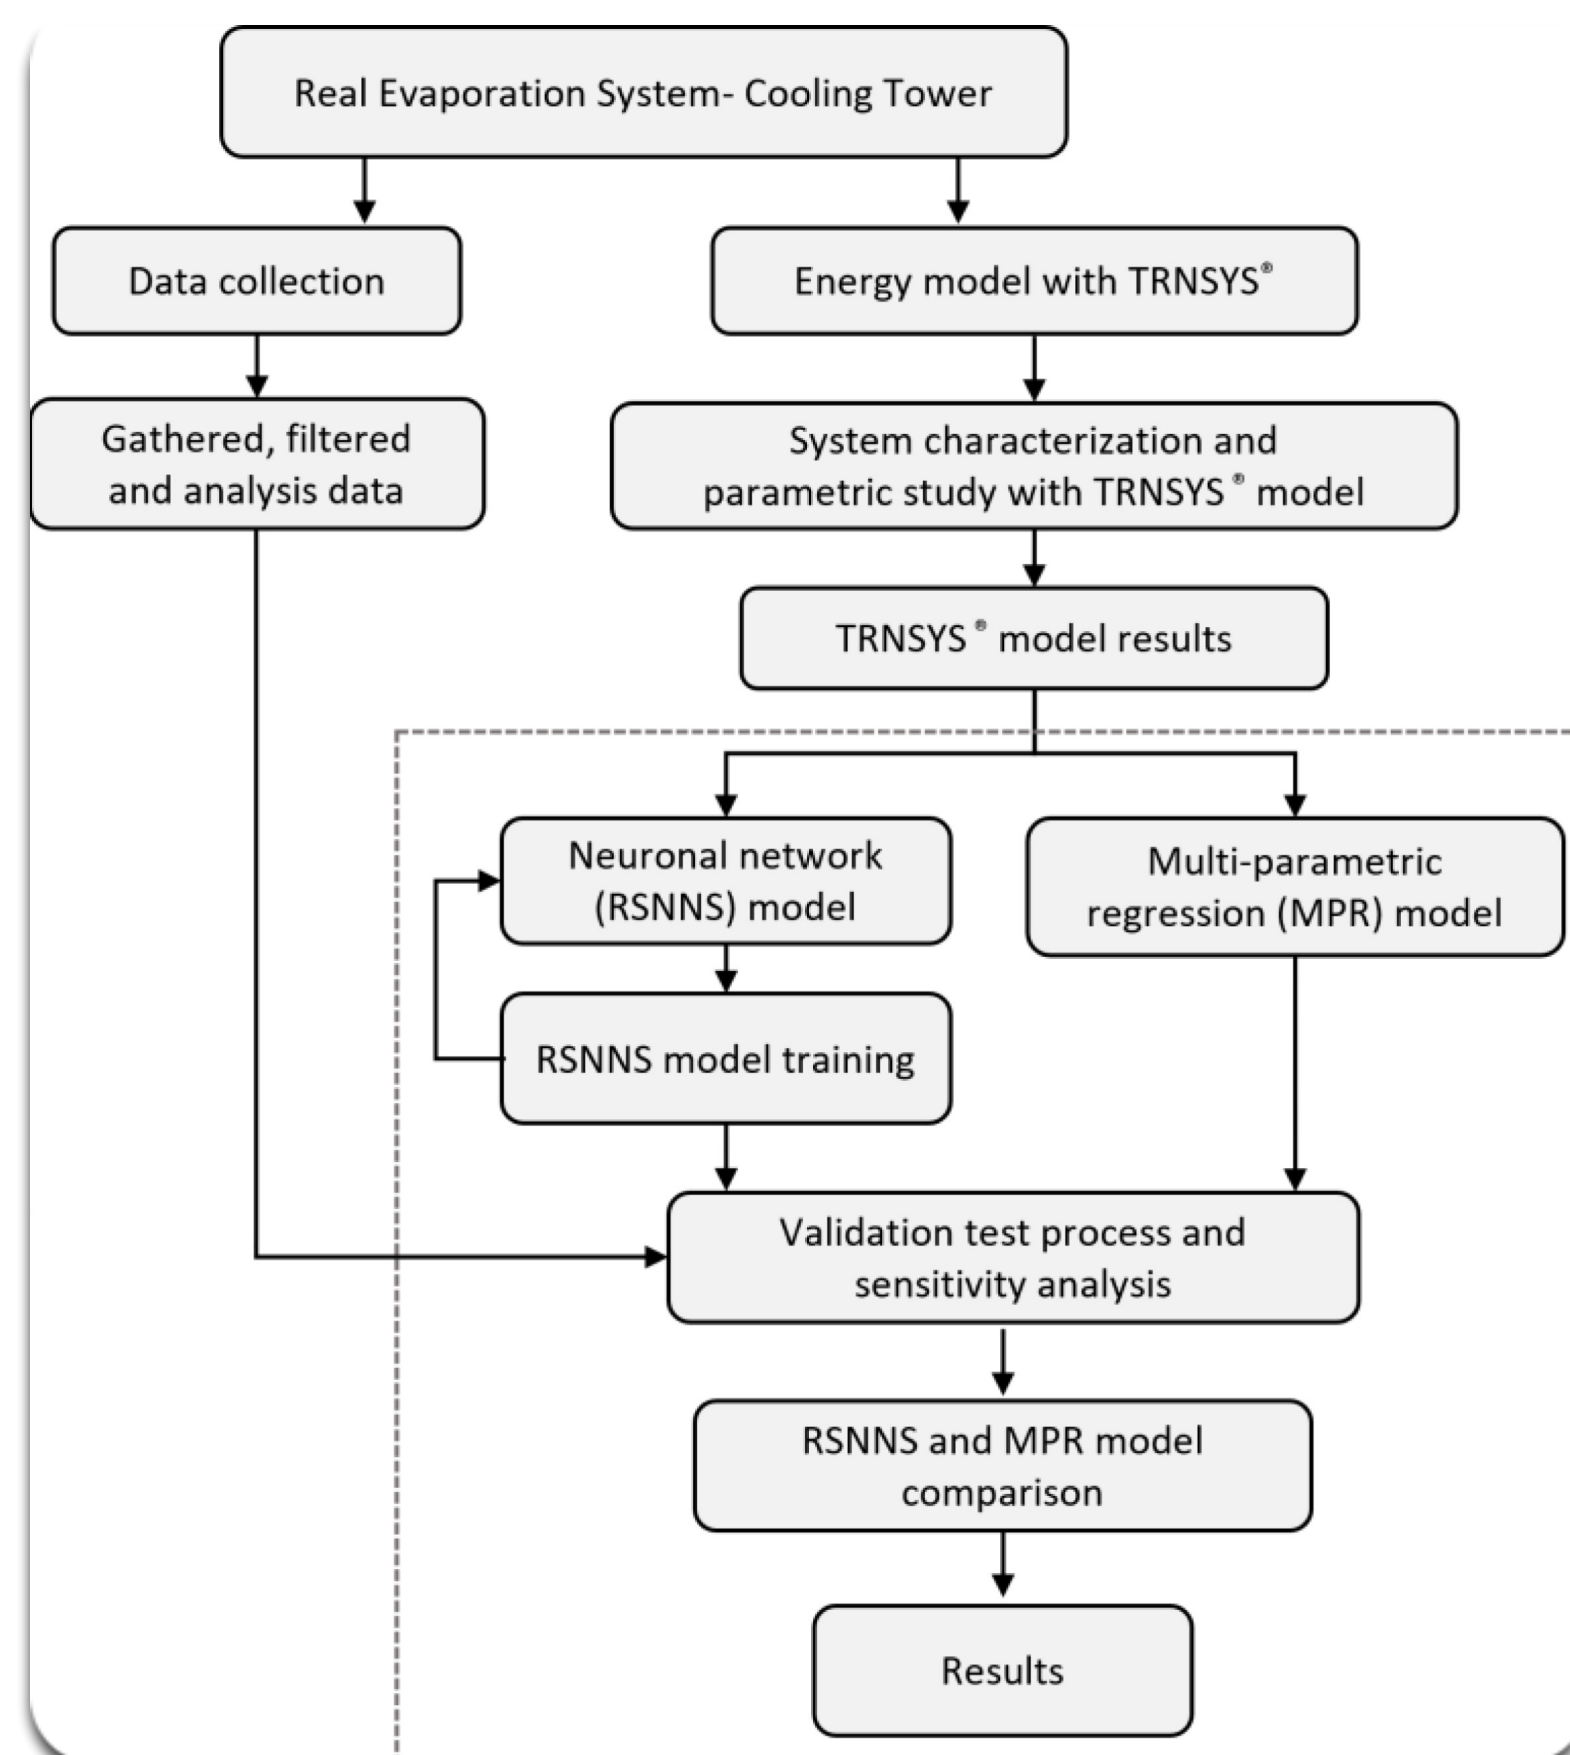 Real Evaporation System- Cooling Tower
Data collection
Energy model with TRNSYS®
Gathered, filtered
and analysis data
System characterization and
parametric study with TRNSYS ® model
TRNSYS ® model results
Neuronal network
(RSNNS) model
Multi-parametric
regression (MPR) model
RSNNS model training
Validation test process and
sensitivity analysis
RSNNS and MPR model
comparison
Results